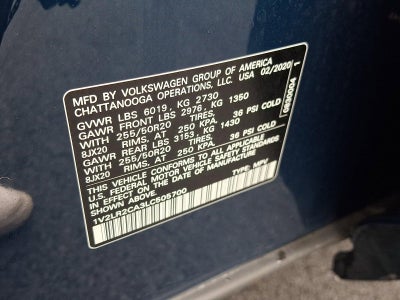 MFD BY VOLKSWAGEN GROUP OF AMERICA
CHATTANOOGA OPERATIONS, LLC. USA 02/2020
GVWR LBS 6019, KG 2730
GAWR FRONT LBS 2976, KG 1350
WITH 255/50R20 TIRES,
8JX20 RIMS, AT 250 KPA, 36 PSI COLD
GAWR REAR LBS 3153, KG 1430
WITH 255/50R20 TIRES,
8JX20 RIMS, AT 250 KPA, 36 PSI COLD
THIS VEHICLE CONFORMS TO ALL APPLICABLE
U.S. FEDERAL MOTOR VEHICLE SAFETY STANDARDS
IN EFFECT ON THE DATE OF MANUFACTURE
SHOWN ABOVE
1V2LR2CA3LC505700 TYPE: MPV
1